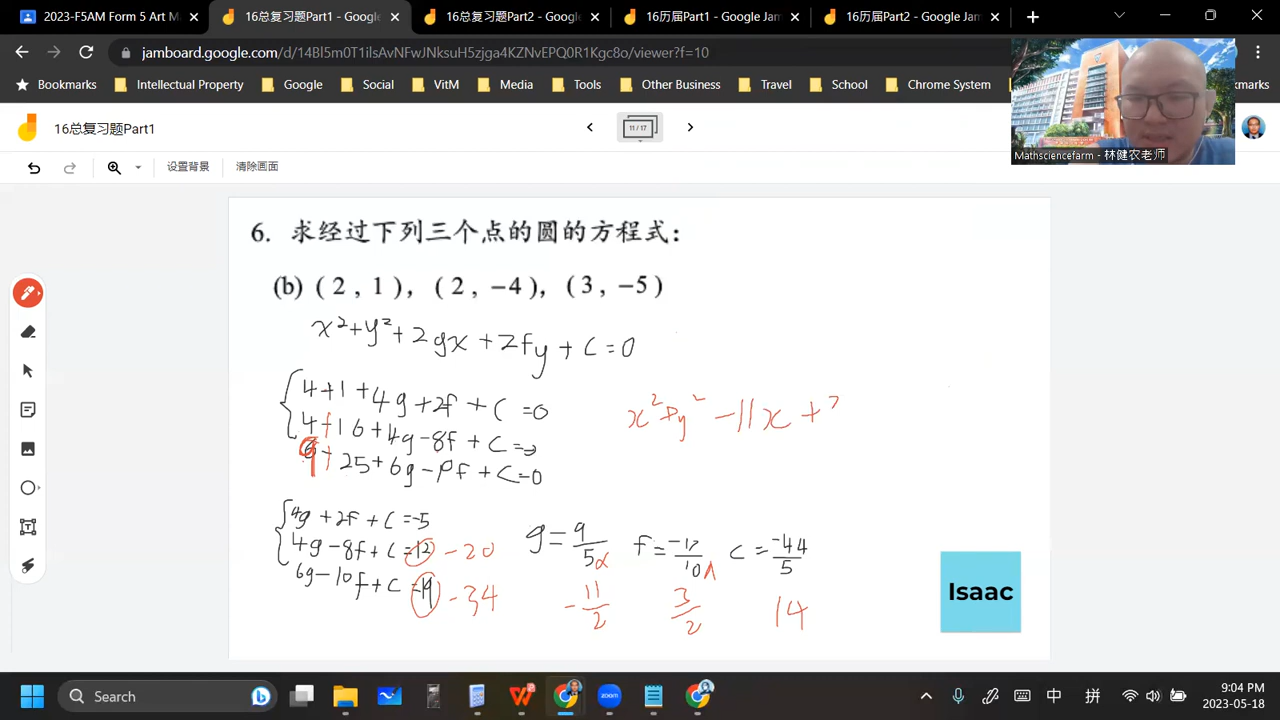 2023-F5AM Form 5 Art M
16总复习题Part1 - Googl
16总复习题Part2 - Google Jam
16历届Part1 - Google Jamboard
16历届Part2 - Google Jamboard
jamboard.google.com
viewer?f=10
Bookmarks
Intellectual Property
Google
Social
VitM
Media
Tools
Other Business
Travel
School
Chrome System
Mathsciencefarm - 林健农老师
16总复习题Part1
11 / 17
设置背景
清除画面
6. 求经过下列三个点的圆的方程式：
(b) ( 2 , 1 ), ( 2 , −4 ), ( 3 , −5 )
x²+y²+2gx+2fy+c=0
4+1+4g+2f+c=0
4+16+4g-8f+c=0
9+25+6g-10f+c=0
x²+y²-11x+3
4g+2f+c=-5
4g-8f+c=12 -20
6g-10f+c=19 -34
g=9/5 f=-17/10 c=-44/5
-11/2 3/2 14
Isaac
Search
中
拼
9:04 PM
2023-05-18